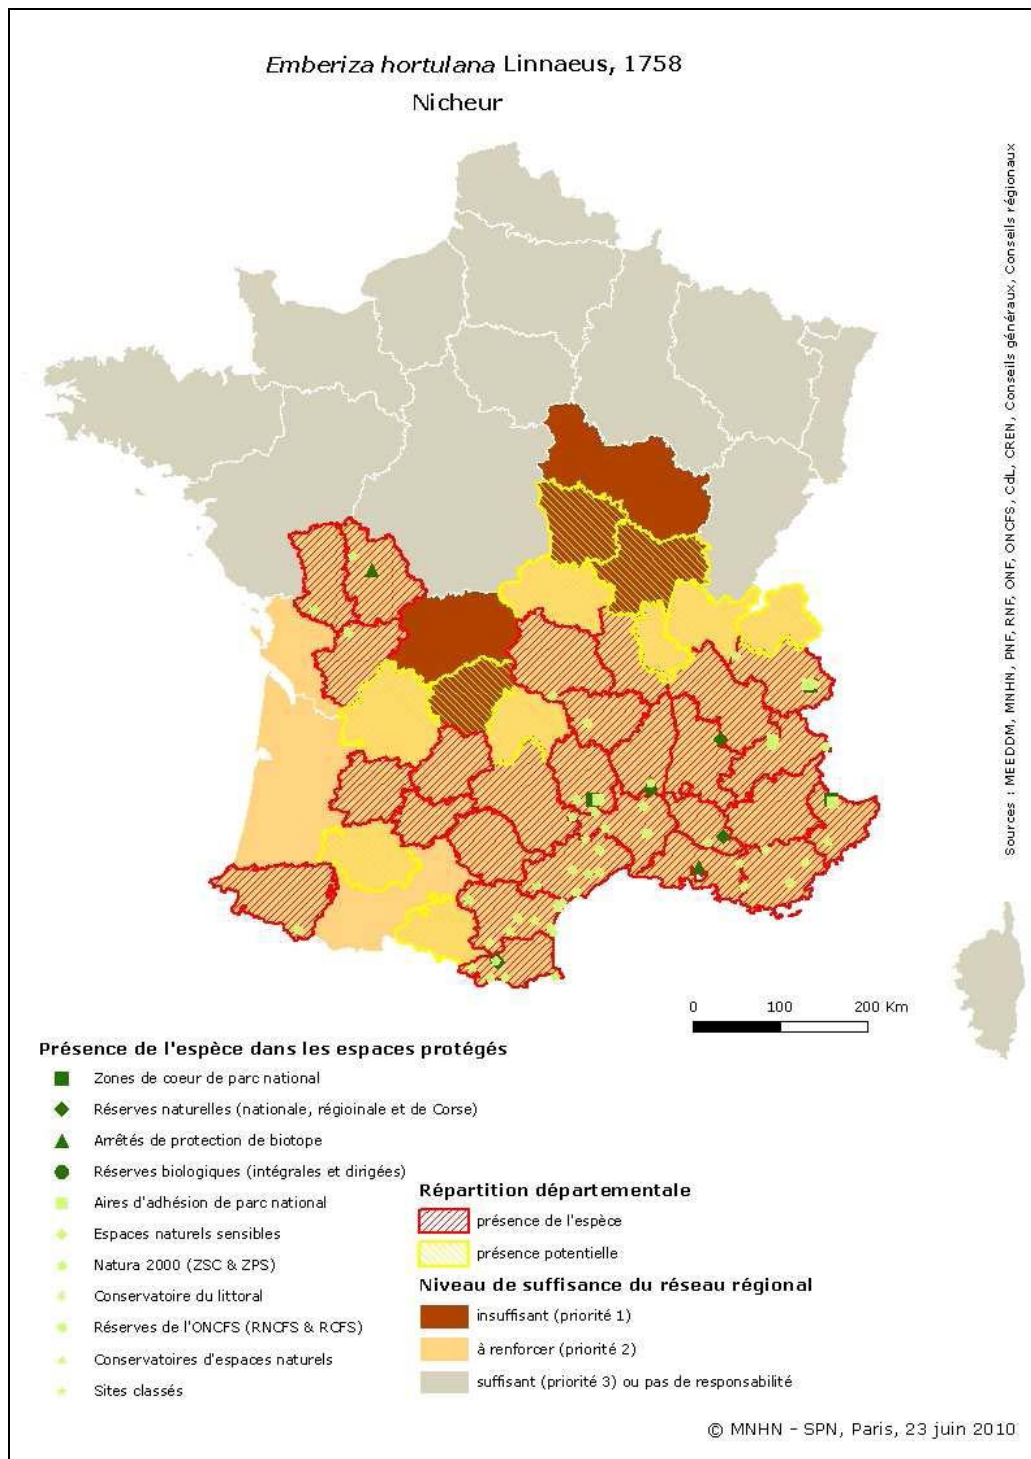 Emberiza hortulana Linnaeus, 1758
Nicheur
Sources : MEEDDM, MNHN, PNF, RNF, ONF, ONCFS, CdL, CREN, Conseils généraux, Conseils régionaux
0 100 200 Km
Présence de l'espèce dans les espaces protégés
Zones de coeur de parc national
Réserves naturelles (nationale, régioinale et de Corse)
Arrêtés de protection de biotope
Réserves biologiques (intégrales et dirigées)
Aires d'adhésion de parc national
Espaces naturels sensibles
Natura 2000 (ZSC & ZPS)
Conservatoire du littoral
Réserves de l'ONCFS (RNCFS & RCFS)
Conservatoires d'espaces naturels
Sites classés
Répartition départementale
présence de l'espèce
présence potentielle
Niveau de suffisance du réseau régional
insuffisant (priorité 1)
à renforcer (priorité 2)
suffisant (priorité 3) ou pas de responsabilité
© MNHN - SPN, Paris, 23 juin 2010